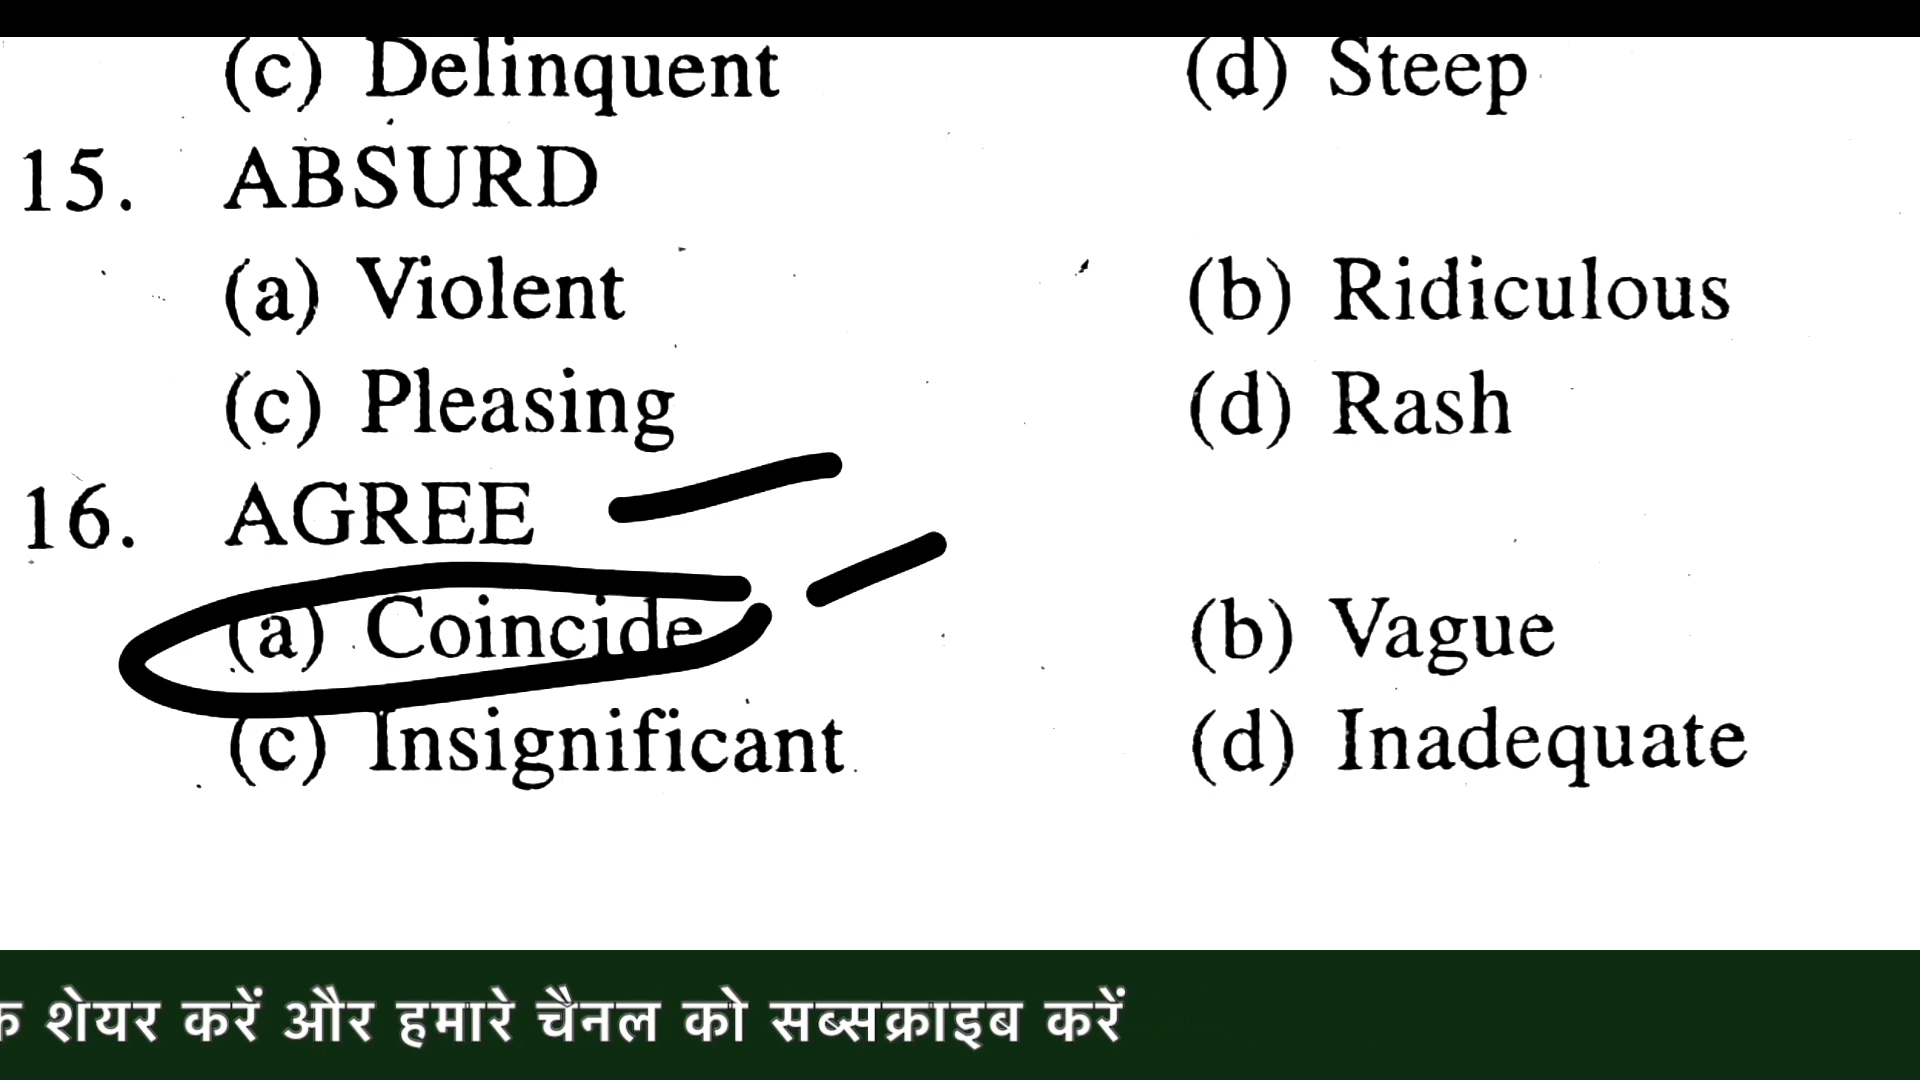 (c) Delinquent (d) Steep
15. ABSURD
(a) Violent (b) Ridiculous
(c) Pleasing (d) Rash
16. AGREE
(a) Coincide (b) Vague
(c) Insignificant (d) Inadequate
शेयर करें और हमारे चैनल को सब्सक्राइब करें